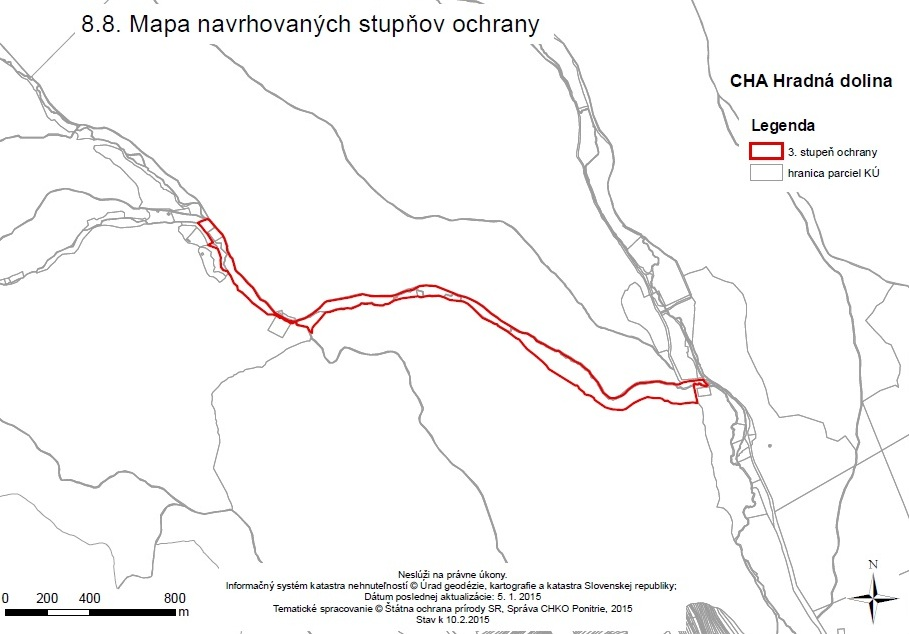 8.8. Mapa navrhovaných stupňov ochrany
CHA Hradná dolina
Legenda
3. stupeň ochrany
hranica parciel KÚ
Neslúži na právne úkony.
Informačný systém katastra nehnuteľností © Úrad geodézie, kartografie a katastra Slovenskej republiky;
Dátum poslednej aktualizácie: 5. 1. 2015
Tematické spracovanie © Štátna ochrana prírody SR, Správa CHKO Ponitrie, 2015
Stav k 10.2.2015
0 200 400 800
m
N